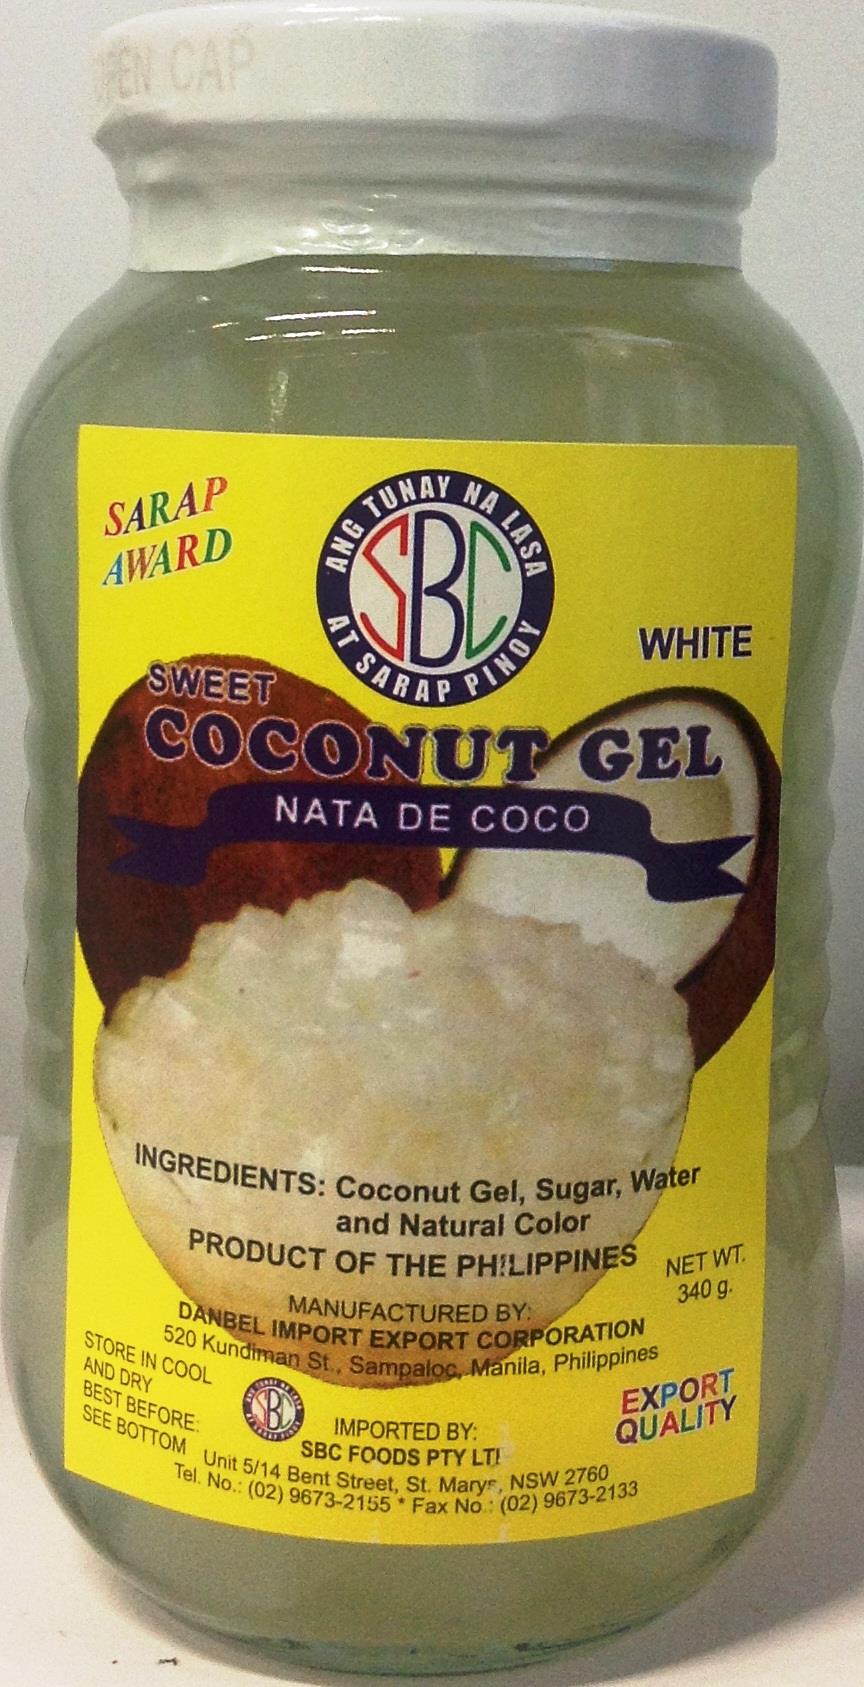 CAP
SARAP
AWARD
ANG TUNAY NA LASA
SBC
AT SARAP PINOY
WHITE
SWEET
COCONUT GEL
NATA DE COCO
INGREDIENTS: Coconut Gel, Sugar, Water
and Natural Color
PRODUCT OF THE PHILIPPINES
NET WT.
340 g.
MANUFACTURED BY:
DANBEL IMPORT EXPORT CORPORATION
520 Kundiman St., Sampaloc, Manila, Philippines
STORE IN COOL
AND DRY
BEST BEFORE:
SEE BOTTOM
SBC
EXPORT
QUALITY
IMPORTED BY:
SBC FOODS PTY
Unit 5/14 Bent Street, St. Marys, NSW 2760
Tel. No.: (02) 9673-2155 * Fax No.: (02) 9673-2133